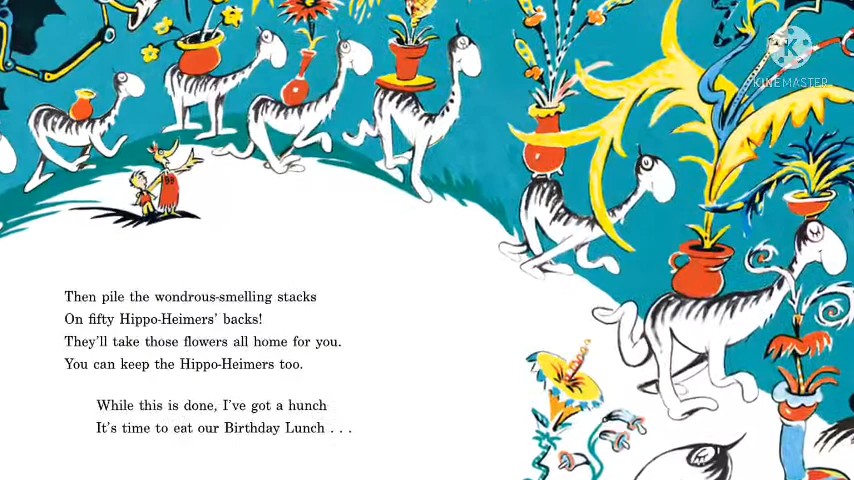 K
KINEMASTER
Then pile the wondrous-smelling stacks
On fifty Hippo-Heimers' backs!
They'll take those flowers all home for you.
You can keep the Hippo-Heimers too.
While this is done, I've got a hunch
It's time to eat our Birthday Lunch . . .